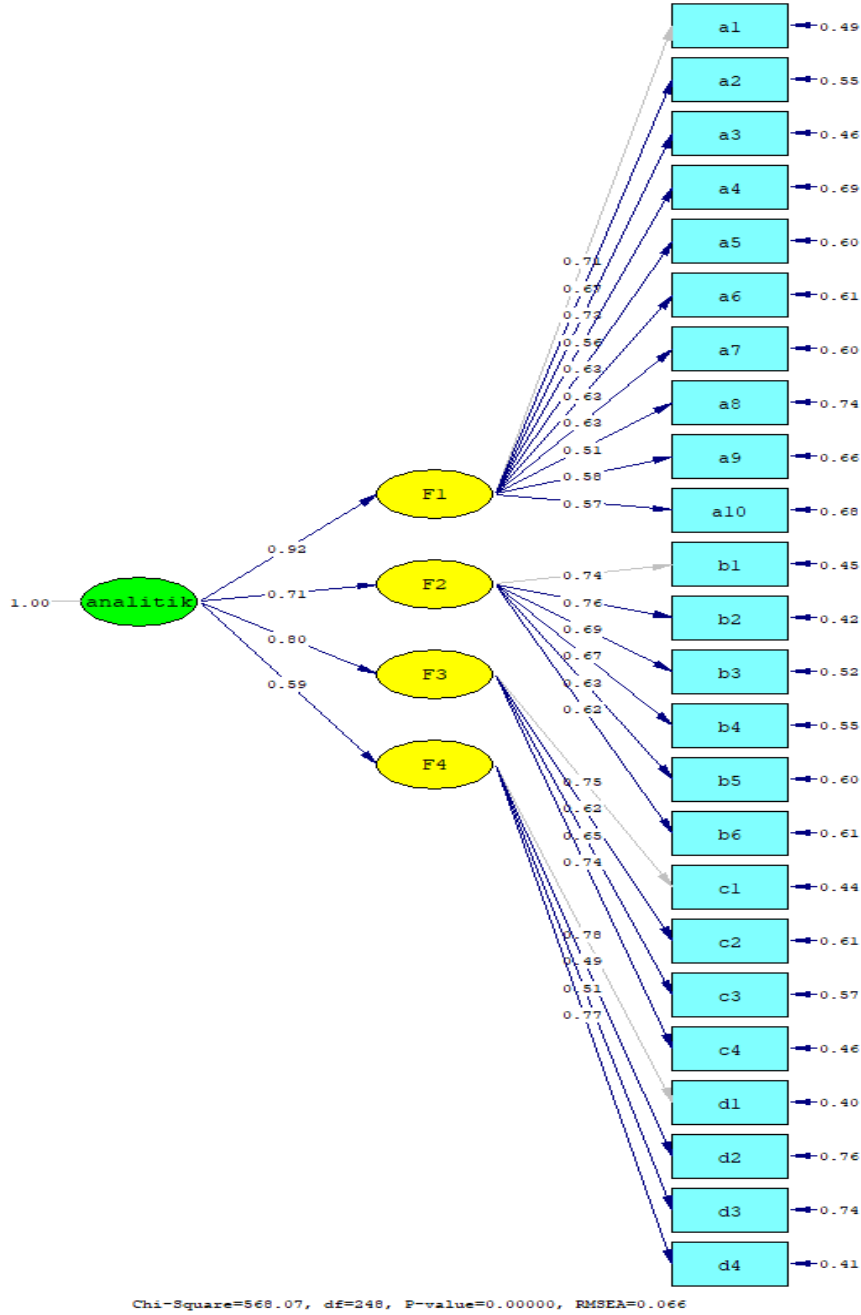 a1 0.49
a2 0.55
a3 0.46
a4 0.69
a5 0.60
0.71
a6 0.61
0.67
0.73
0.56
a7 0.60
0.63
0.63
a8 0.74
0.63
0.51
a9 0.66
0.58
F1
0.57
a10 0.68
0.92
b1 0.45
0.74
F2
0.71
1.00 analitik
0.76
b2 0.42
0.69
0.80
0.67
b3 0.52
F3
0.59
0.63
0.62
b4 0.55
F4
0.75
b5 0.60
0.62
0.65
b6 0.61
0.74
c1 0.44
0.78
c2 0.61
0.49
0.51
c3 0.57
0.77
c4 0.46
d1 0.40
d2 0.76
d3 0.74
d4 0.41
Chi-Square=568.07, df=248, P-value=0.00000, RMSEA=0.066